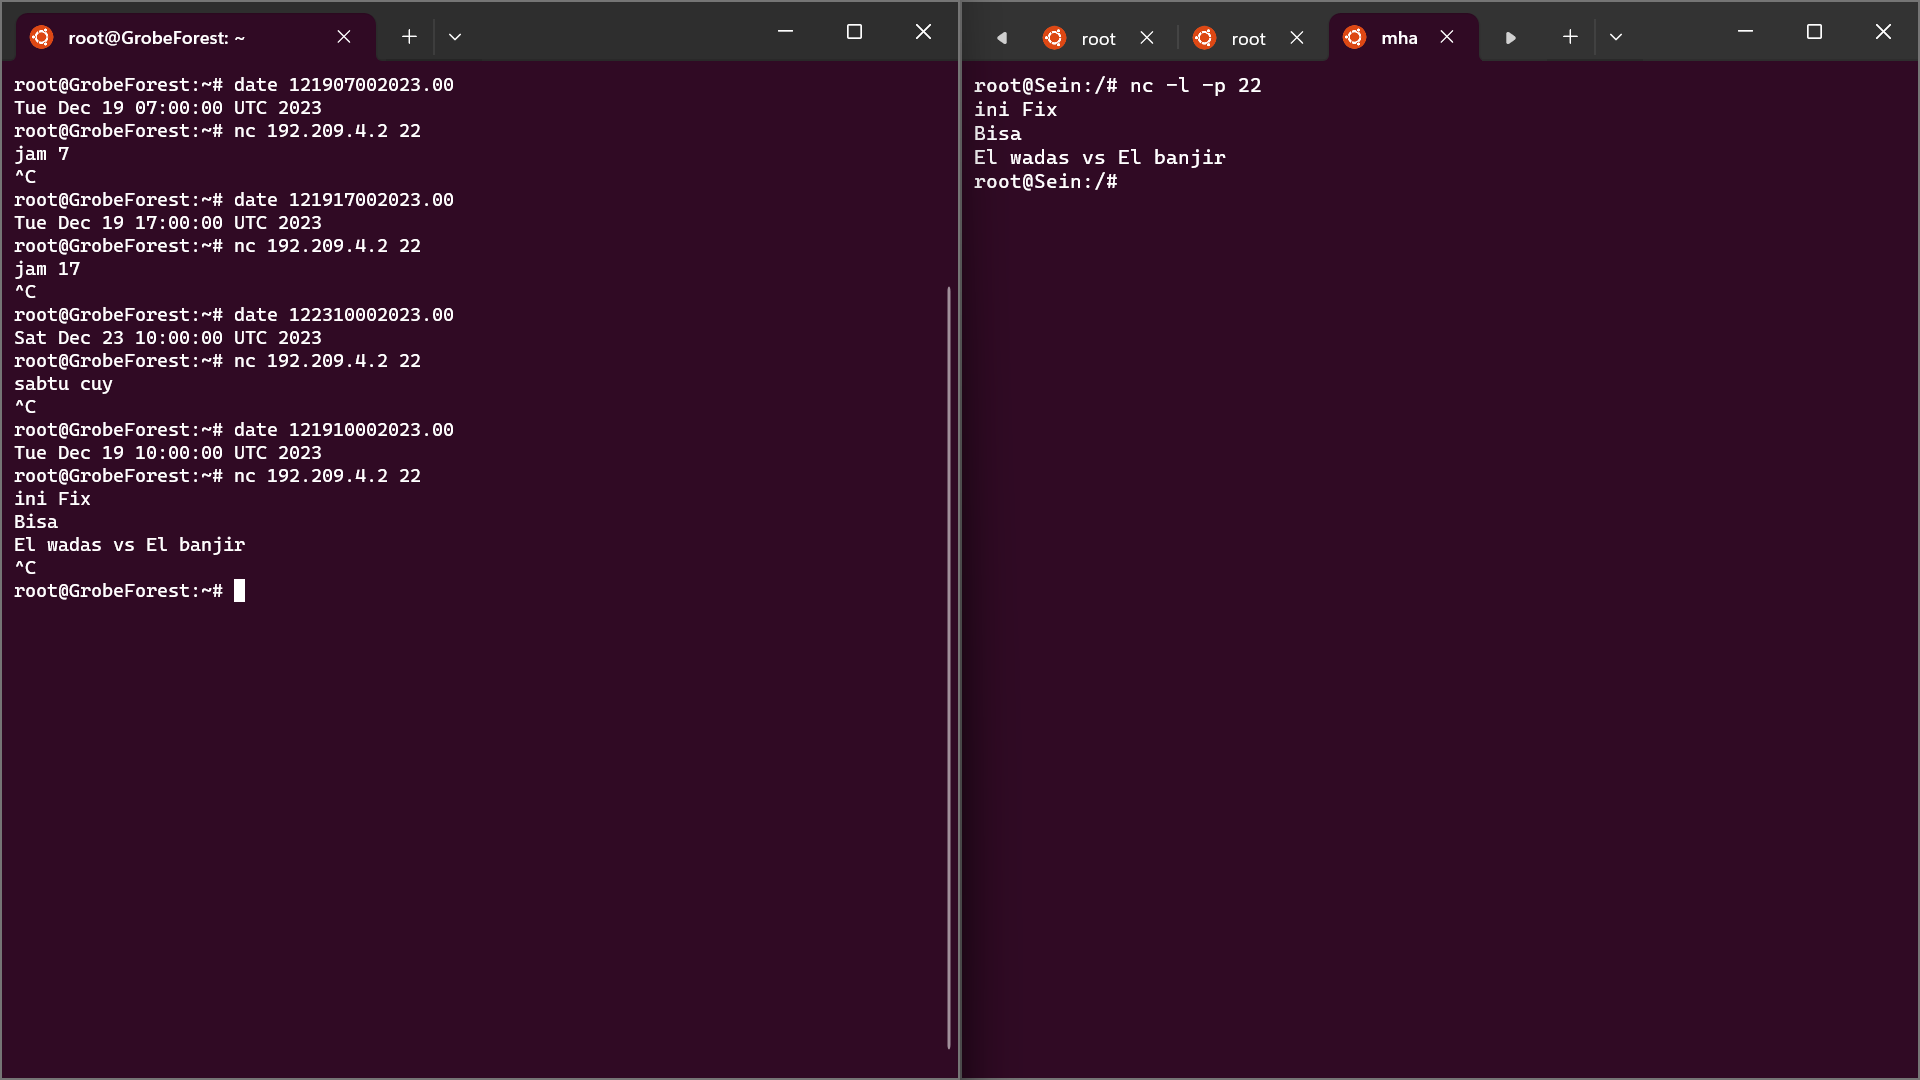 root@GrobeForest: ~
root@GrobeForest:~# date 121907002023.00
Tue Dec 19 07:00:00 UTC 2023
root@GrobeForest:~# nc 192.209.4.2 22
jam 7
^C
root@GrobeForest:~# date 121917002023.00
Tue Dec 19 17:00:00 UTC 2023
root@GrobeForest:~# nc 192.209.4.2 22
jam 17
^C
root@GrobeForest:~# date 122310002023.00
Sat Dec 23 10:00:00 UTC 2023
root@GrobeForest:~# nc 192.209.4.2 22
sabtu cuy
^C
root@GrobeForest:~# date 121910002023.00
Tue Dec 19 10:00:00 UTC 2023
root@GrobeForest:~# nc 192.209.4.2 22
ini Fix
Bisa
El wadas vs El banjir
^C
root@GrobeForest:~#
root root mha
root@Sein:/# nc -l -p 22
ini Fix
Bisa
El wadas vs El banjir
root@Sein:/#